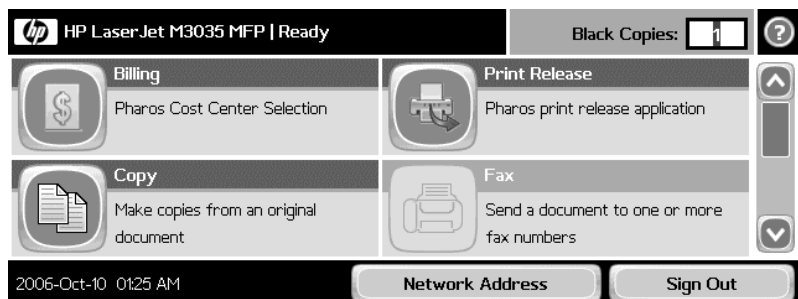 hp HP LaserJet M3035 MFP | Ready
Black Copies: 1 ?
Billing
Pharos Cost Center Selection
Print Release
Pharos print release application
Copy
Make copies from an original
document
Fax
Send a document to one or more
fax numbers
2006-Oct-10 01:25 AM
Network Address
Sign Out